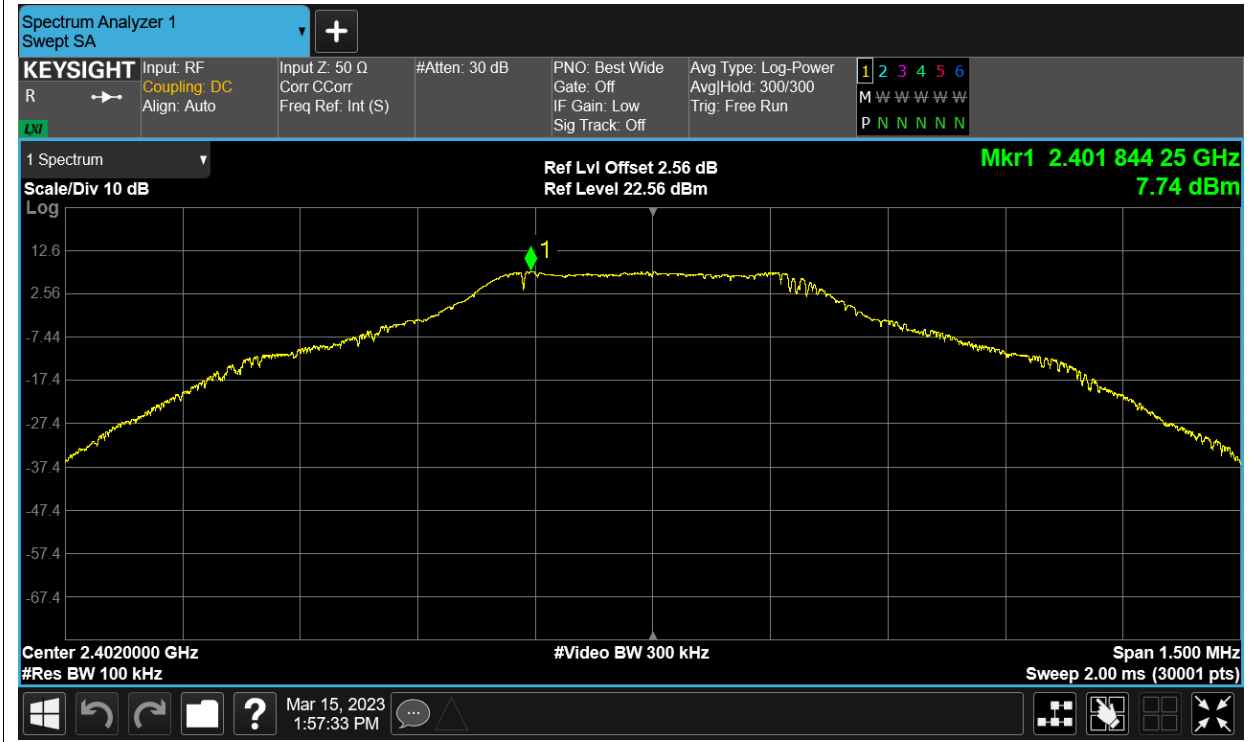 Spectrum Analyzer 1
Swept SA
KEYSIGHT
R
LXI
Input: RF
Coupling: DC
Align: Auto
Input Z: 50 Ω
Corr CCorr
Freq Ref: Int (S)
#Atten: 30 dB
PNO: Best Wide
Gate: Off
IF Gain: Low
Sig Track: Off
Avg Type: Log-Power
Avg|Hold: 300/300
Trig: Free Run
1 2 3 4 5 6
M W W W W W
P N N N N N
1 Spectrum
Scale/Div 10 dB
Log
Ref Lvl Offset 2.56 dB
Ref Level 22.56 dBm
Mkr1 2.401 844 25 GHz
7.74 dBm
1
12.6
2.56
-7.44
-17.4
-27.4
-37.4
-47.4
-57.4
-67.4
Center 2.4020000 GHz
#Video BW 300 kHz
Span 1.500 MHz
#Res BW 100 kHz
Sweep 2.00 ms (30001 pts)
?
Mar 15, 2023
1:57:33 PM